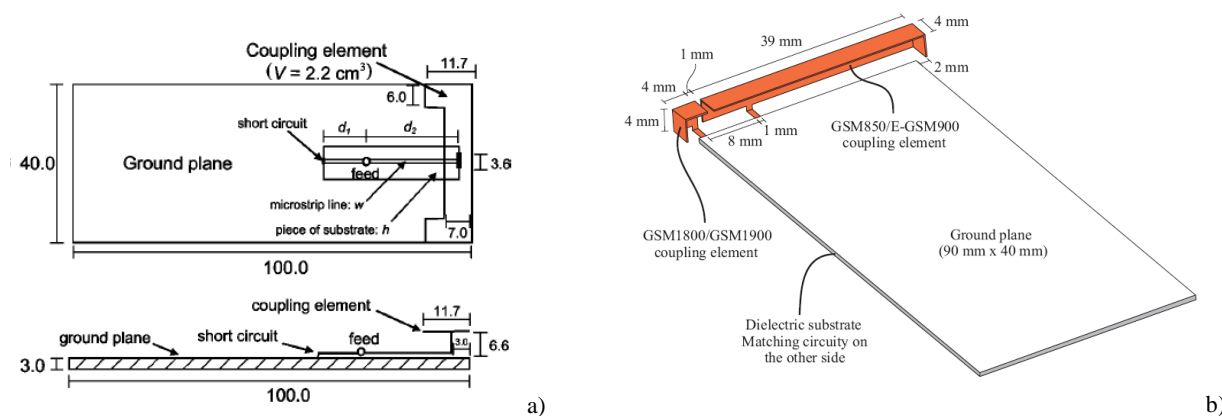 Coupling element
(V = 2.2 cm³)
11.7
6.0
short circuit
d1
d2
40.0
Ground plane
feed
3.6
microstrip line: w
piece of substrate: h
7.0
100.0
coupling element
11.7
ground plane
short circuit
feed
3.0
6.6
3.0
100.0
a)
4 mm
39 mm
1 mm
2 mm
4 mm
4 mm
1 mm
8 mm
GSM850/E-GSM900
coupling element
GSM1800/GSM1900
coupling element
Ground plane
(90 mm x 40 mm)
Dielectric substrate
Matching circuity on
the other side
b)